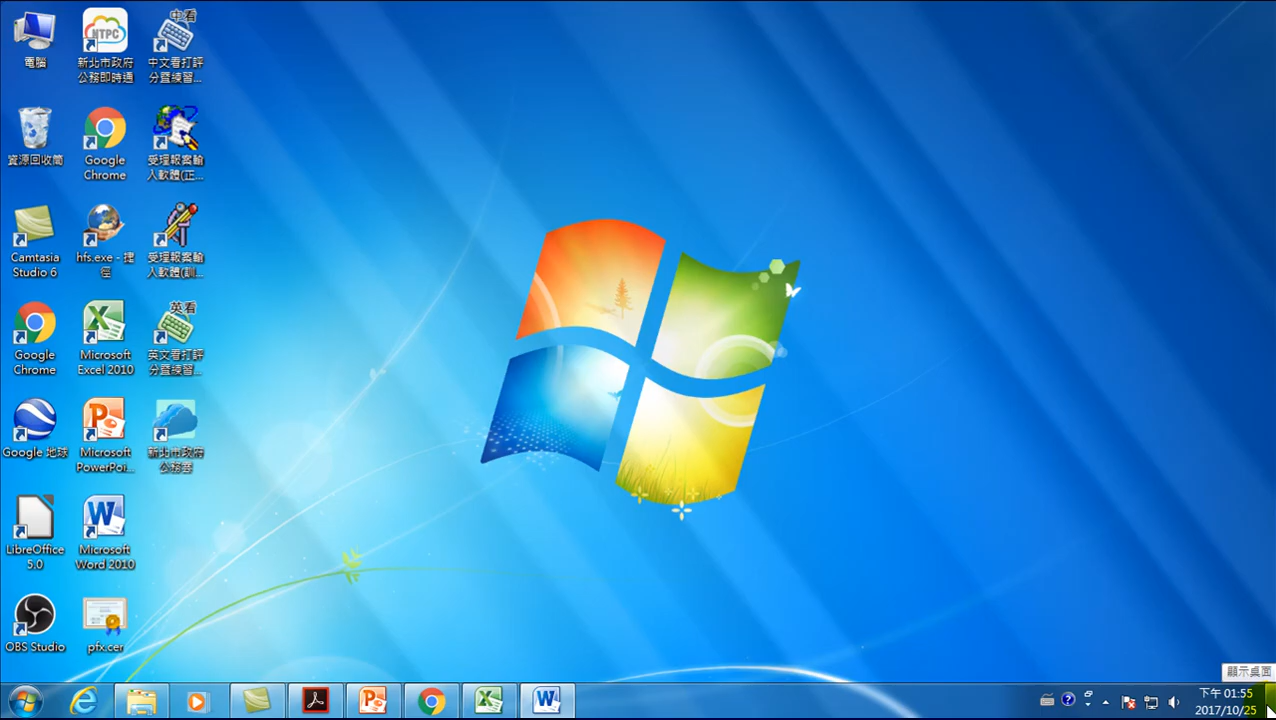 電腦
NTPC
新北市政府
公務即時通
中看
中文看打評
分暨練習...
資源回收筒
Google
Chrome
受理報案輸
入軟體(正...
Camtasia
Studio 6
hfs.exe - 捷
徑
受理報案輸
入軟體(訓...
Google
Chrome
Microsoft
Excel 2010
英看
英文看打評
分暨練習...
Google 地球
Microsoft
PowerPoi...
新北市政府
公務雲
LibreOffice
5.0
Microsoft
Word 2010
OBS Studio
pfx.cer
顯示桌面
下午 01:55
2017/10/25